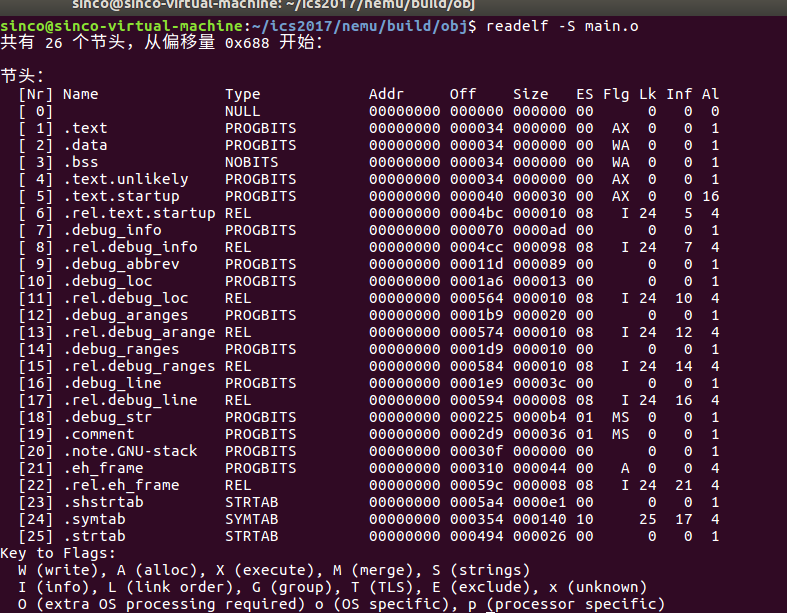 sinco@sinco-virtual-machine: ~/ics2017/nemu/build/obj
sinco@sinco-virtual-machine:~/ics2017/nemu/build/obj$ readelf -S main.o
共有 26 个节头，从偏移量 0x688 开始：
节头：
[Nr] Name Type Addr Off Size ES Flg Lk Inf Al
[ 0] NULL 00000000 000000 000000 00 0 0 0
[ 1] .text PROGBITS 00000000 000034 000000 00 AX 0 0 1
[ 2] .data PROGBITS 00000000 000034 000000 00 WA 0 0 1
[ 3] .bss NOBITS 00000000 000034 000000 00 WA 0 0 1
[ 4] .text.unlikely PROGBITS 00000000 000034 000000 00 AX 0 0 1
[ 5] .text.startup PROGBITS 00000000 000040 000030 00 AX 0 0 16
[ 6] .rel.text.startup REL 00000000 0004bc 000010 08 I 24 5 4
[ 7] .debug_info PROGBITS 00000000 000070 0000ad 00 0 0 1
[ 8] .rel.debug_info REL 00000000 0004cc 000098 08 I 24 7 4
[ 9] .debug_abbrev PROGBITS 00000000 00011d 000089 00 0 0 1
[10] .debug_loc PROGBITS 00000000 0001a6 000013 00 0 0 1
[11] .rel.debug_loc REL 00000000 000564 000010 08 I 24 10 4
[12] .debug_aranges PROGBITS 00000000 0001b9 000020 00 0 0 1
[13] .rel.debug_arange REL 00000000 000574 000010 08 I 24 12 4
[14] .debug_ranges PROGBITS 00000000 0001d9 000010 00 0 0 1
[15] .rel.debug_ranges REL 00000000 000584 000010 08 I 24 14 4
[16] .debug_line PROGBITS 00000000 0001e9 00003c 00 0 0 1
[17] .rel.debug_line REL 00000000 000594 000008 08 I 24 16 4
[18] .debug_str PROGBITS 00000000 000225 0000b4 01 MS 0 0 1
[19] .comment PROGBITS 00000000 0002d9 000036 01 MS 0 0 1
[20] .note.GNU-stack PROGBITS 00000000 00030f 000000 00 0 0 1
[21] .eh_frame PROGBITS 00000000 000310 000044 00 A 0 0 4
[22] .rel.eh_frame REL 00000000 00059c 000008 08 I 24 21 4
[23] .shstrtab STRTAB 00000000 0005a4 0000e1 00 0 0 1
[24] .symtab SYMTAB 00000000 000354 000140 10 25 17 4
[25] .strtab STRTAB 00000000 000494 000026 00 0 0 1
Key to Flags:
W (write), A (alloc), X (execute), M (merge), S (strings)
I (info), L (link order), G (group), T (TLS), E (exclude), x (unknown)
O (extra OS processing required) o (OS specific), p (processor specific)